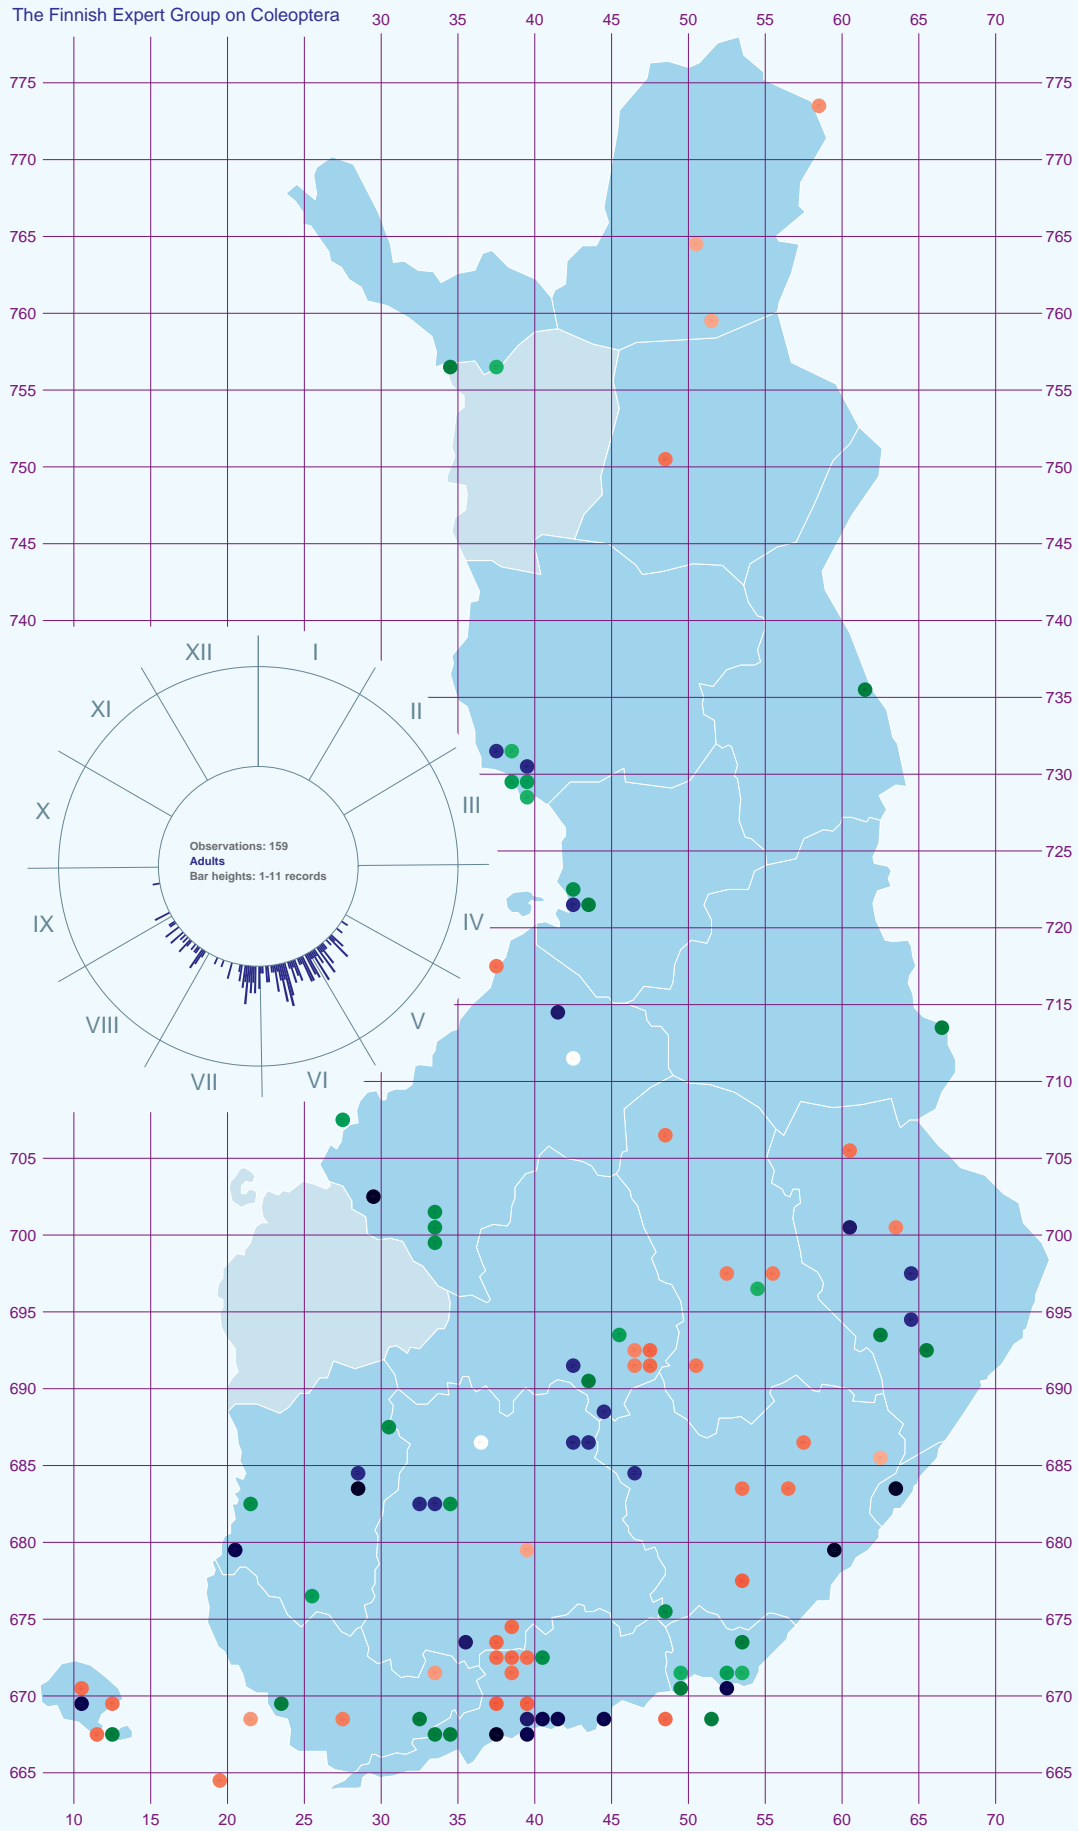 The Finnish Expert Group on Coleoptera
30 35 40 45 50 55 60 65 70
775 775
770 770
765 765
760 760
755 755
750 750
745 745
740 740
XII I
XI II
735
730
X III
Observations: 159
Adults
Bar heights: 1-11 records
725
IX IV
720
VIII V
715
VII VI
710
705 705
700 700
695 695
690 690
685 685
680 680
675 675
670 670
665 665
10 15 20 25 30 35 40 45 50 55 60 65 70